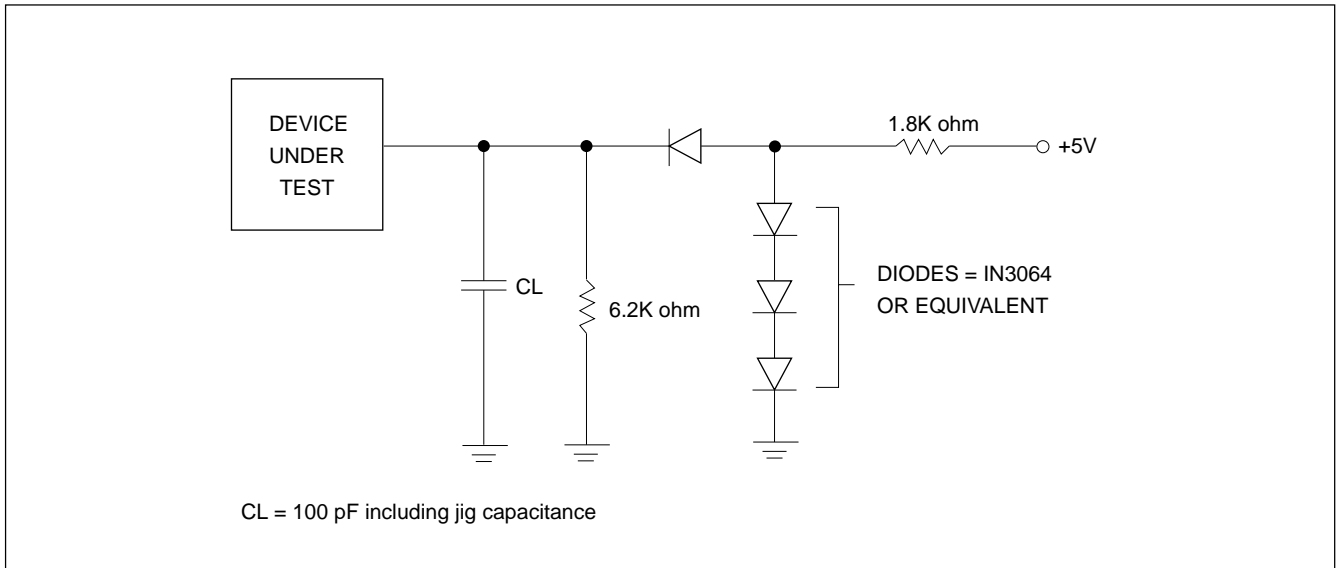 DEVICE
UNDER
TEST
1.8K ohm
+5V
CL
6.2K ohm
DIODES = IN3064
OR EQUIVALENT
CL = 100 pF including jig capacitance